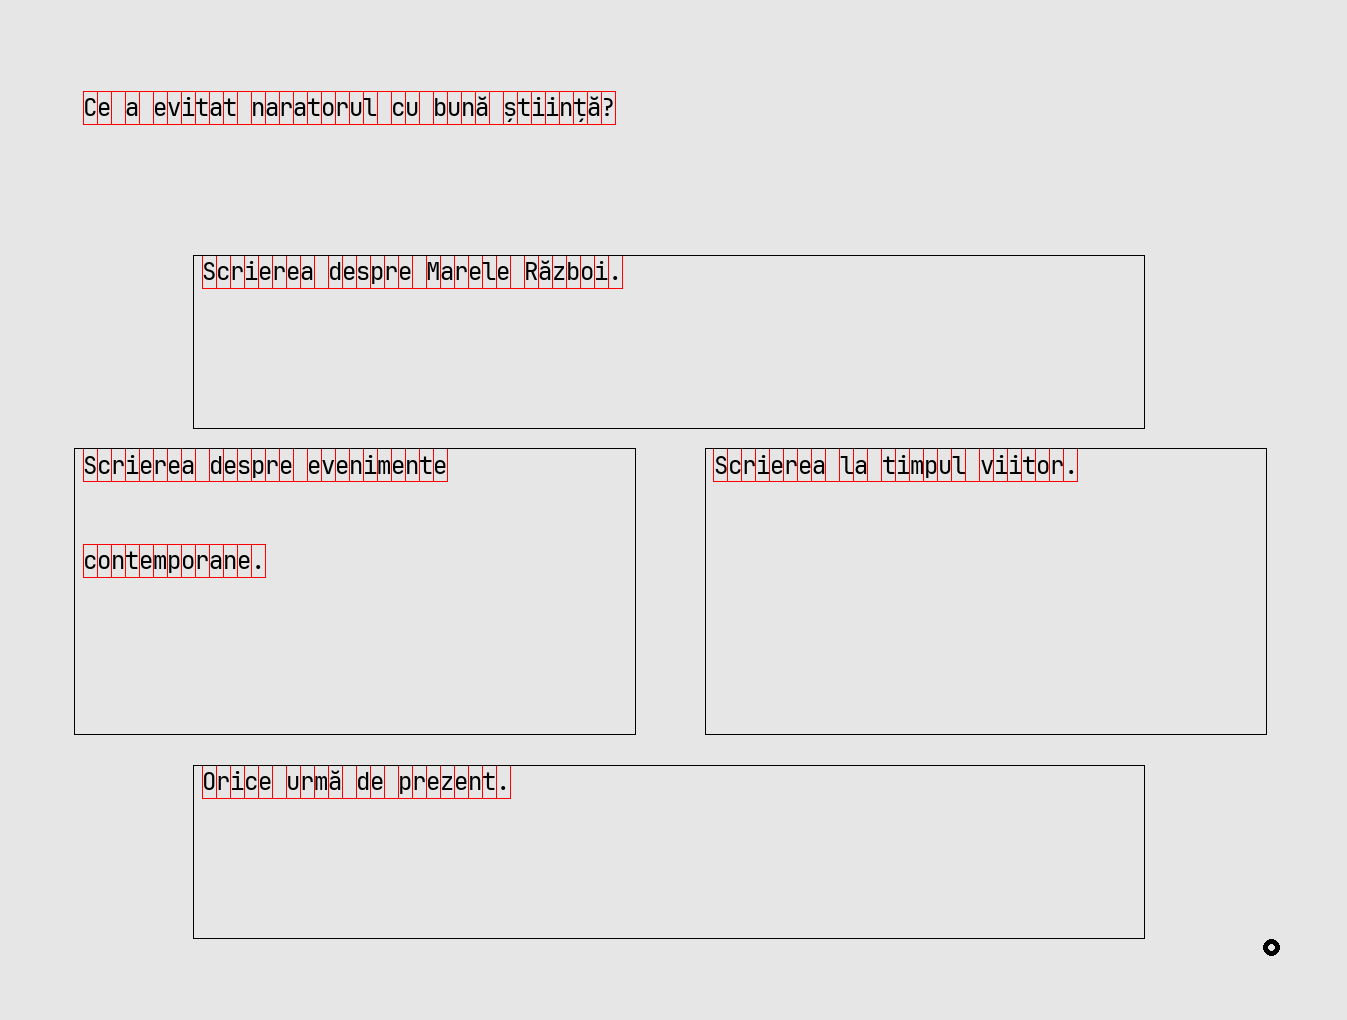 Ce a evitat naratorul cu bună știință?
Scrierea despre Marele Război.
Scrierea despre evenimente
contemporane.
Scrierea la timpul viitor.
Orice urmă de prezent.